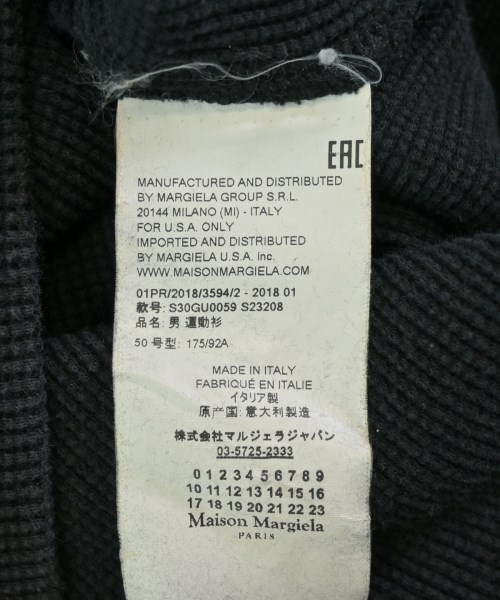 EAC
MANUFACTURED AND DISTRIBUTED
BY MARGIELA GROUP S.R.L.
20144 MILANO (MI) - ITALY
FOR U.S.A. ONLY
IMPORTED AND DISTRIBUTED
BY MARGIELA U.S.A. Inc.
WWW.MAISONMARGIELA.COM
01PR/2018/3594/2 - 2018 01
款号: S30GU0059 S23208
品名: 男 運動衫
50 号型: 175/92A
MADE IN ITALY
FABRIQUÉ EN ITALIE
イタリア製
原产国: 意大利製造
株式会社マルジェラジャパン
03-5725-2333
0 1 2 3 4 5 6 7 8 9
10 11 12 13 14 15 16
17 18 19 20 21 22 23
Maison Margiela
PARIS